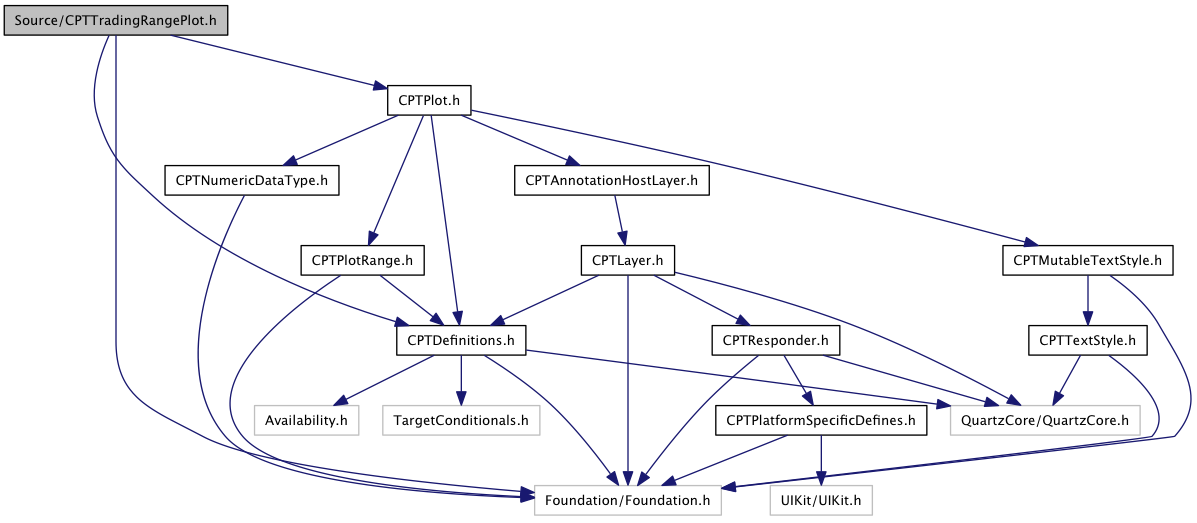 Source/CPTTradingRangePlot.h
CPTPlot.h
CPTNumericDataType.h
CPTAnnotationHostLayer.h
CPTPlotRange.h
CPTLayer.h
CPTMutableTextStyle.h
CPTDefinitions.h
CPTResponder.h
CPTTextStyle.h
Availability.h
TargetConditionals.h
CPTPlatformSpecificDefines.h
QuartzCore/QuartzCore.h
Foundation/Foundation.h
UIKit/UIKit.h